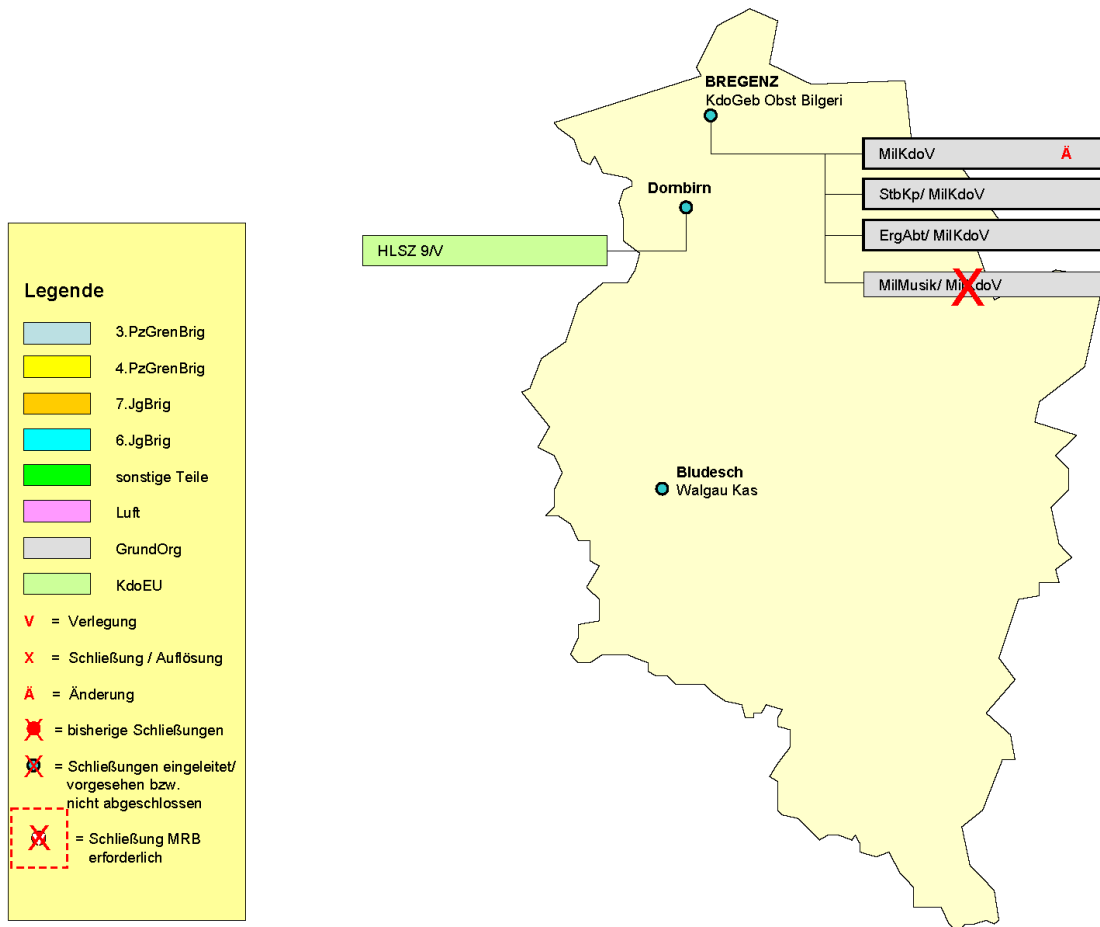 BREGENZ
KdoGeb Obst Bilgeri
MilKdoV Ä
StbKp/ MilKdoV
ErgAbt/ MilKdoV
MilMusik/ MilKdoV
Dornbirn
HLSZ 9/V
Bludesch
Walgau Kas
Legende
3.PzGrenBrig
4.PzGrenBrig
7.JgBrig
6.JgBrig
sonstige Teile
Luft
GrundOrg
KdoEU
V = Verlegung
X = Schließung / Auflösung
Ä = Änderung
= bisherige Schließungen
= Schließungen eingeleitet/
vorgesehen bzw.
nicht abgeschlossen
= Schließung MRB
erforderlich